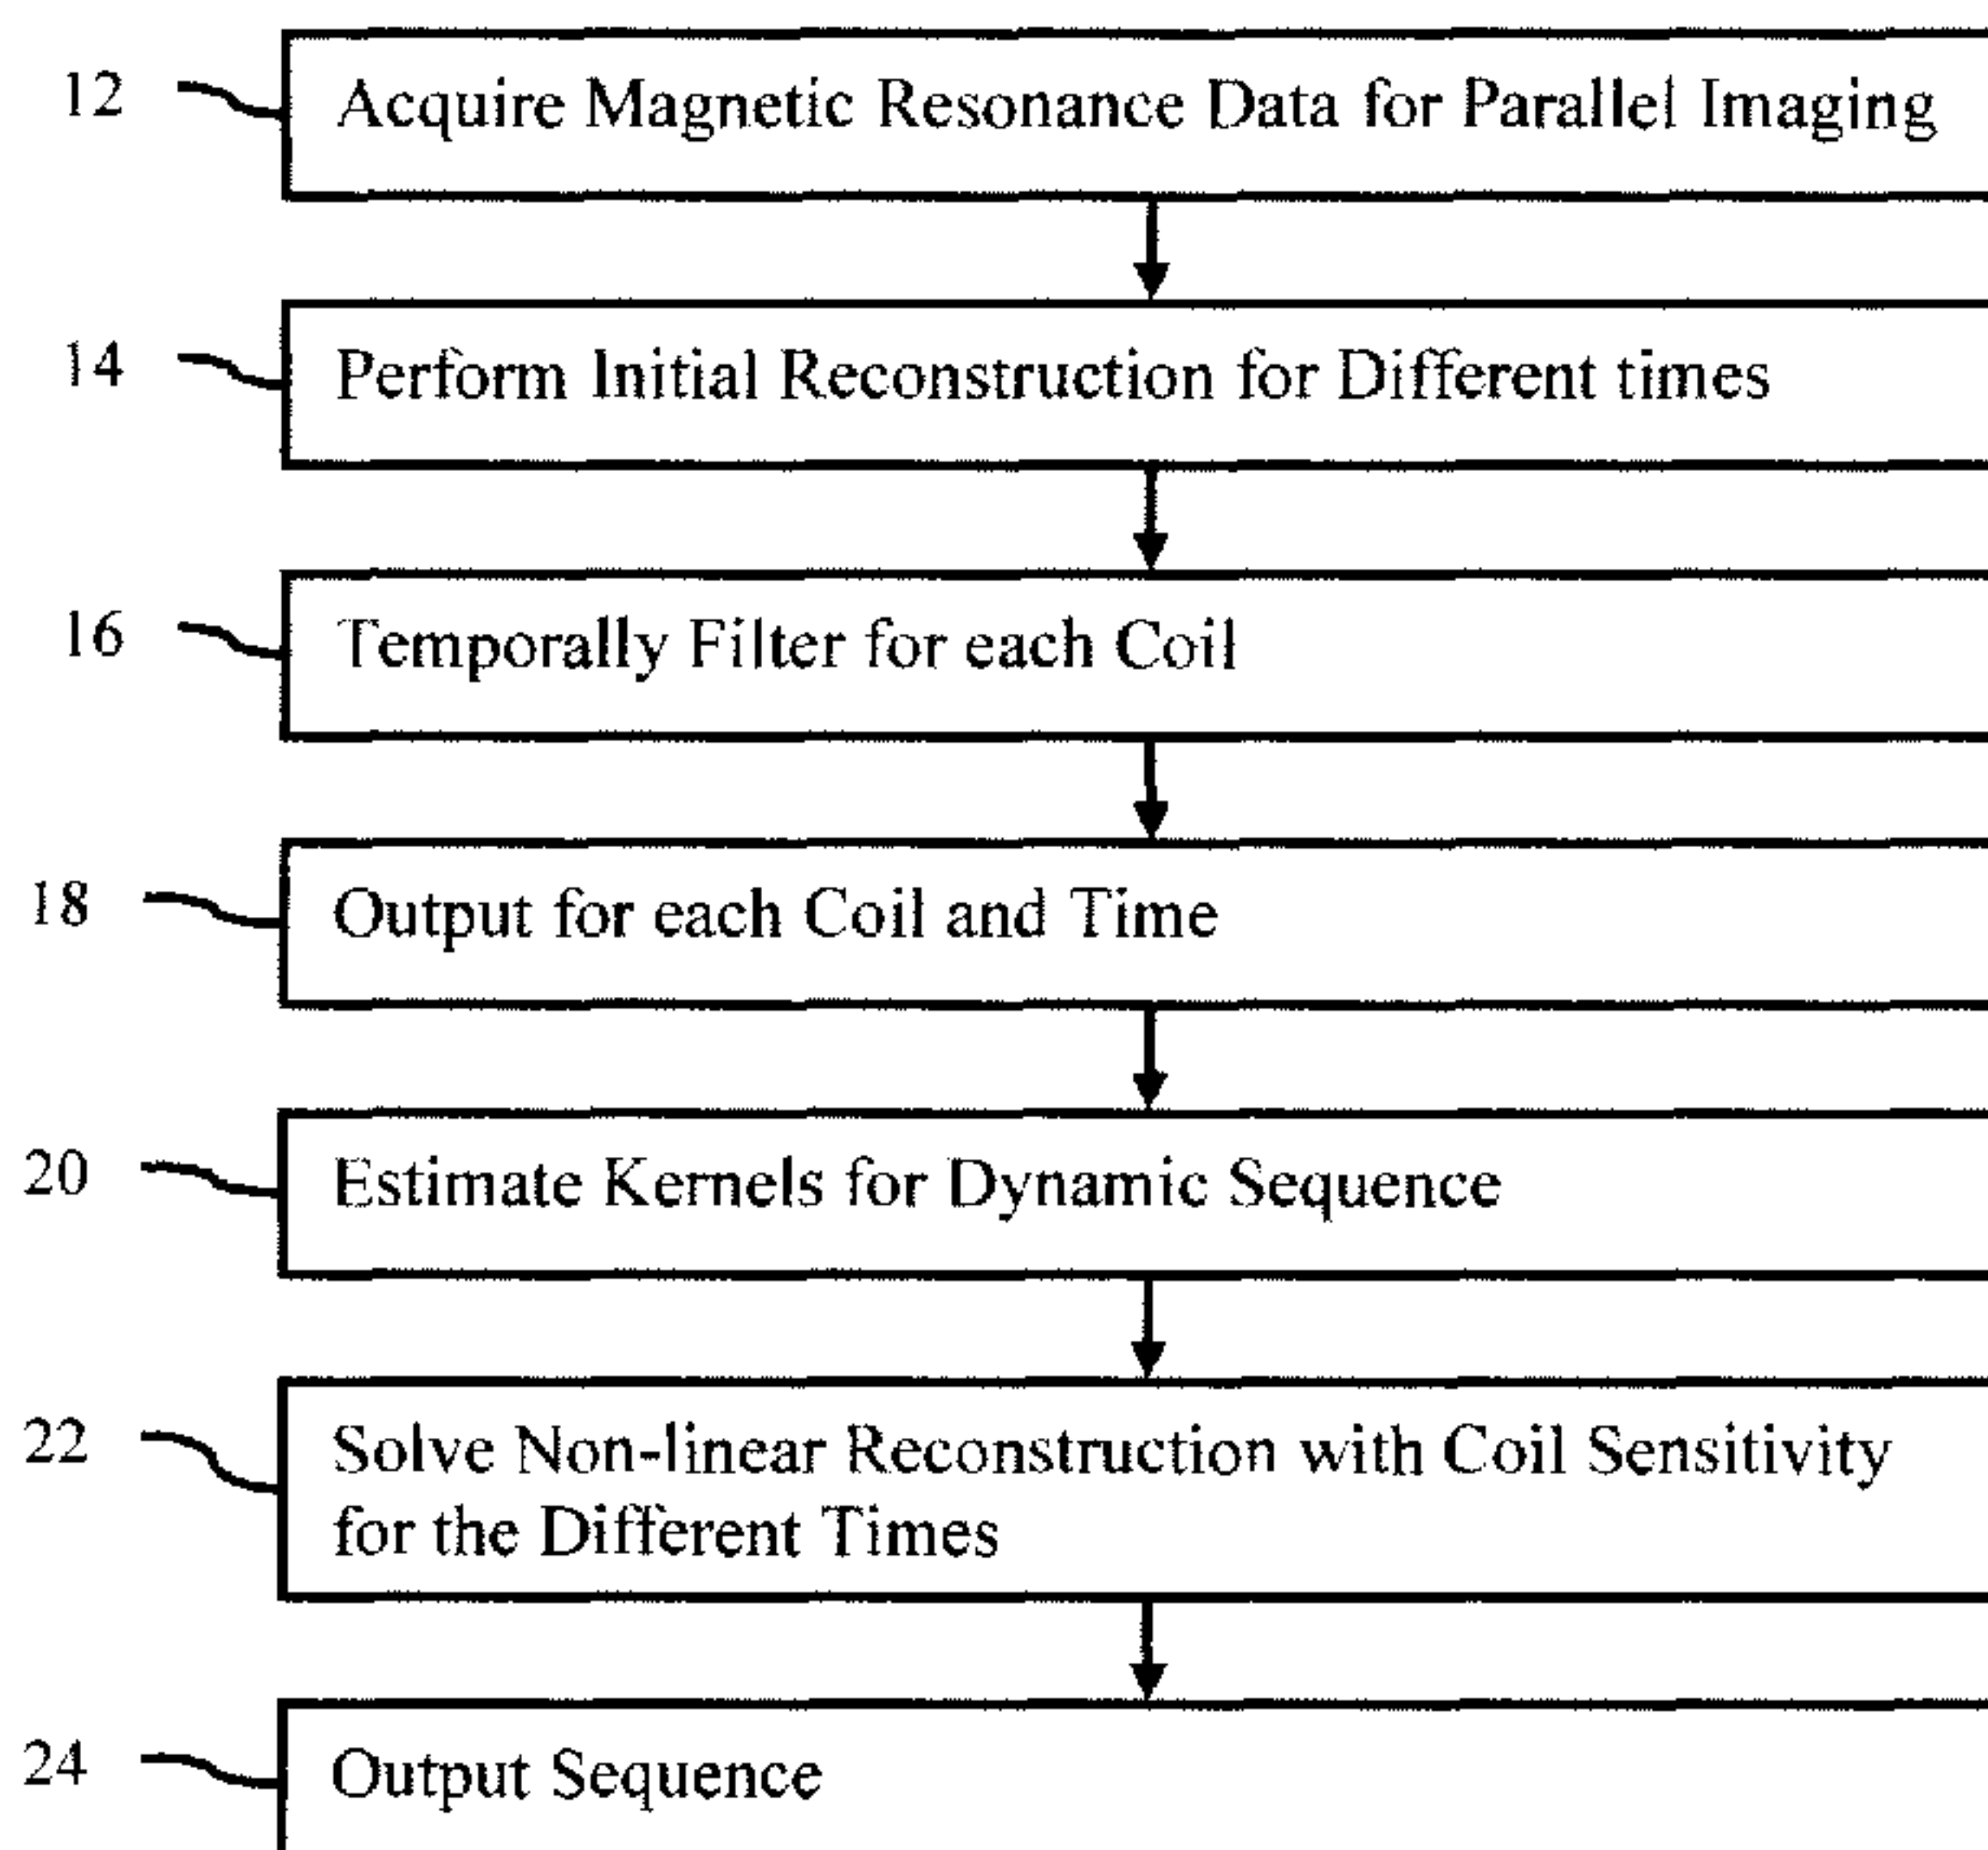 12 Acquire Magnetic Resonance Data for Parallel Imaging
14 Perform Initial Reconstruction for Different times
16 Temporally Filter for each Coil
18 Output for each Coil and Time
20 Estimate Kernels for Dynamic Sequence
22 Solve Non-linear Reconstruction with Coil Sensitivity
for the Different Times
24 Output Sequence